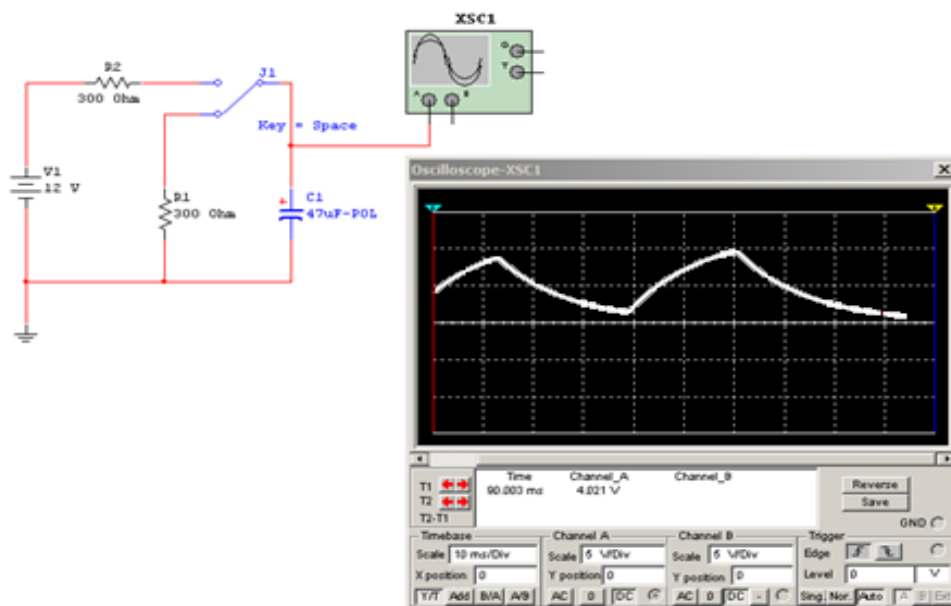 XSC1
G
T
A B
R2
300 Ohm
J1
Key = Space
V1
12 V
R1
300 Ohm
C1
47uF-POL
Oscilloscope-XSC1
Time Channel_A Channel_B
T1 90.003 ms 4.021 V
T2
T2-T1
Reverse
Save
GND
Timebase Channel A Channel B Trigger
Scale 10 ms/Div Scale 5 V/Div Scale 5 V/Div Edge
X position 0 Y position 0 Y position 0 Level 0 V
Y/T Add B/A A/B AC 0 DC AC 0 DC - Sing. Nor. Auto A B Ext